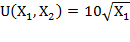 U(X₁,X₂) = 10√X₁